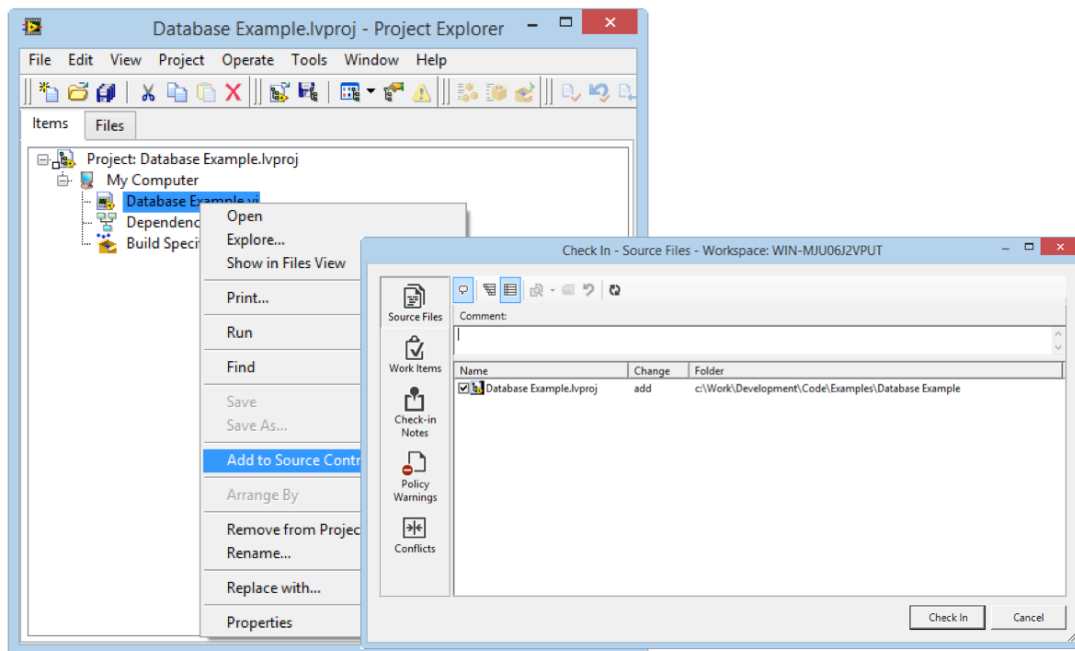 Database Example.lvproj - Project Explorer
File Edit View Project Operate Tools Window Help
Items Files
Project: Database Example.lvproj
My Computer
Database Example.vi
Dependenc
Build Specif
Open
Explore...
Show in Files View
Print...
Run
Find
Save
Save As...
Add to Source Contr
Arrange By
Remove from Projec
Rename...
Replace with...
Properties
Check In - Source Files - Workspace: WIN-MJU06J2VPUT
Source Files
Work Items
Check-in
Notes
Policy
Warnings
Conflicts
Comment:
Name Change Folder
Database Example.lvproj add c:\Work\Development\Code\Examples\Database Example
Check In Cancel